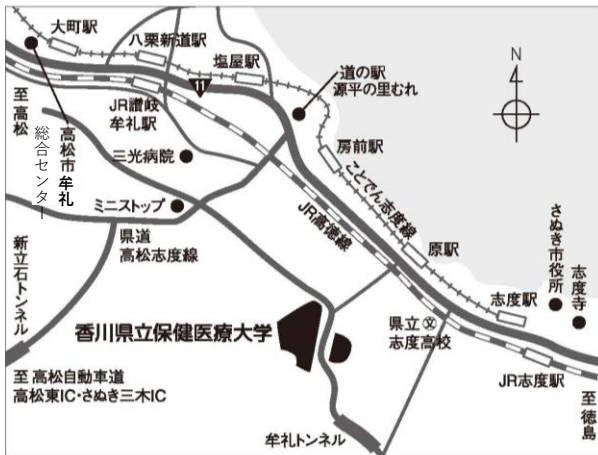 大町駅
八栗新道駅
塩屋駅
道の駅
源平の里むれ
N
11
JR讃岐
牟礼駅
至高松
高松市牟礼
総合センター
三光病院
房前駅
ことでん志度線
ミニストップ
JR高徳線
県道
高松志度線
原駅
さぬき市役所
志度寺
新立石トンネル
志度駅
香川県立保健医療大学
県立
文
志度高校
至 高松自動車道
高松東IC・さぬき三木IC
JR志度駅
至徳島
牟礼トンネル